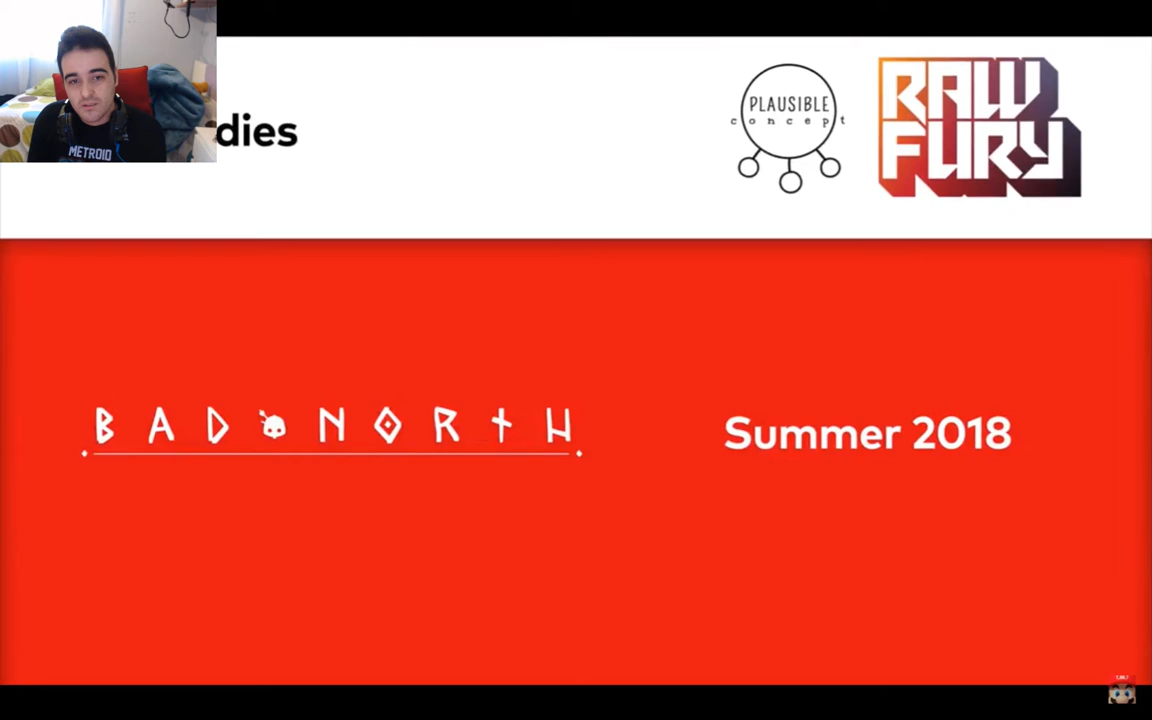 dies
PLAUSIBLE
concept
RAW
FURY
METROID
BAD NORTH
Summer 2018